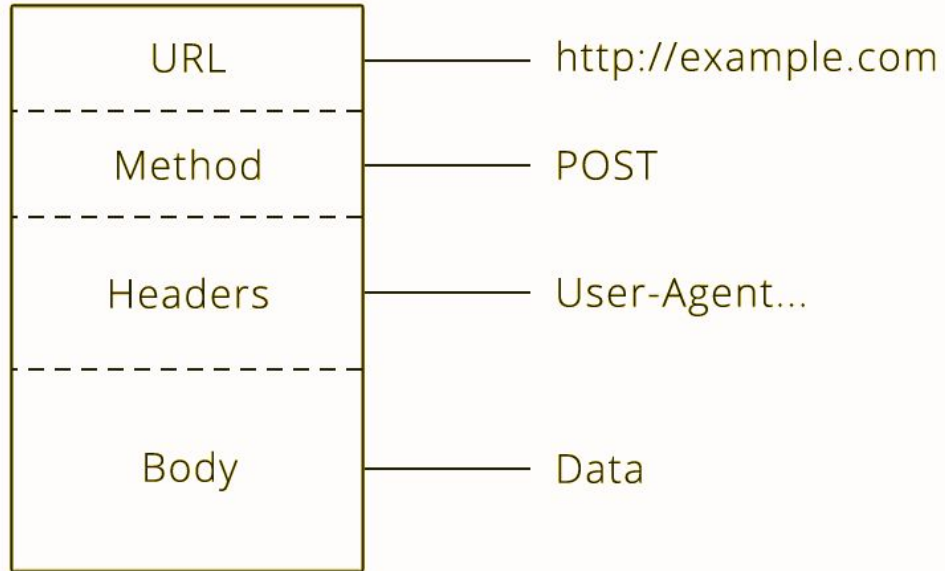 URL http://example.com
Method POST
Headers User-Agent...
Body Data